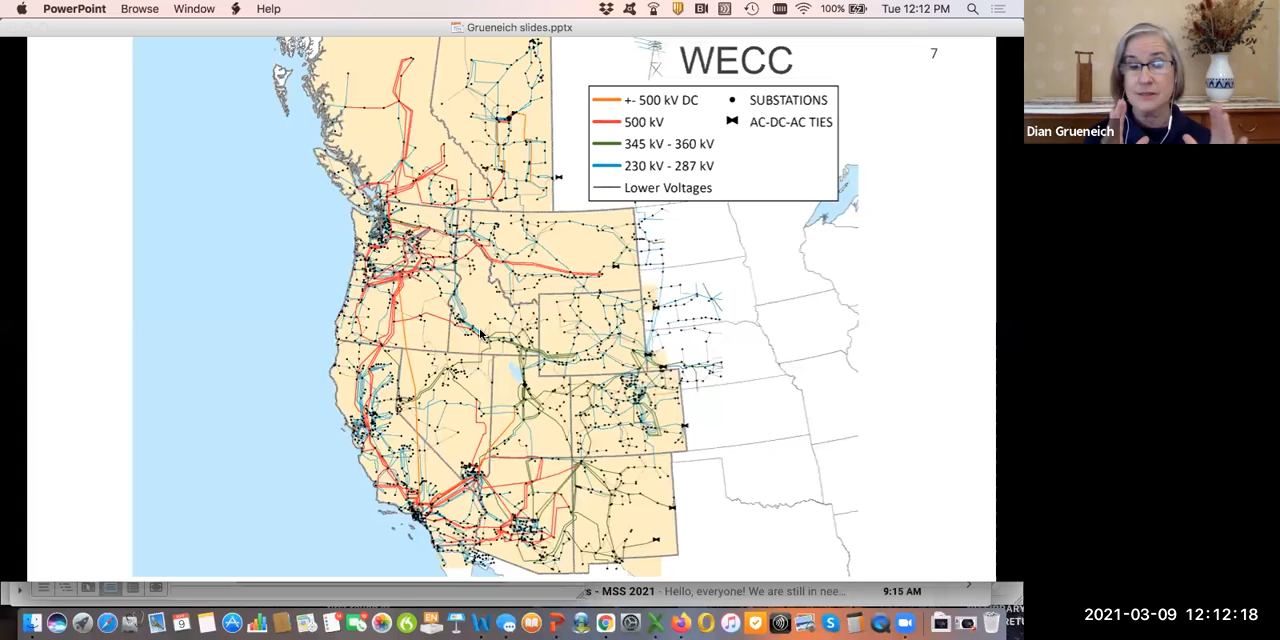 PowerPoint Browse Window Help 100% Tue 12:12 PM
Grueneich slides.pptx
WECC
7
+- 500 kV DC
500 kV
345 kV - 360 kV
230 kV - 287 kV
Lower Voltages
SUBSTATIONS
AC-DC-AC TIES
Dian Grueneich
s - MSS 2021 - Hello, everyone! We are still in nee... 9:15 AM
2021-03-09 12:12:18